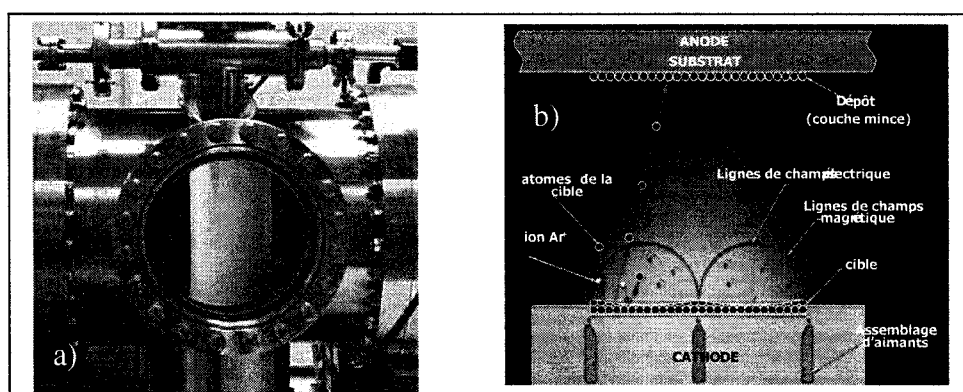 a)
b)
ANODE
SUBSTRAT
Dépôt
(couche mince)
Lignes de champs électrique
atomes de la
cible
Lignes de champs
magnétique
ion Ar+
cible
Assemblage
d'aimants
CATHODE